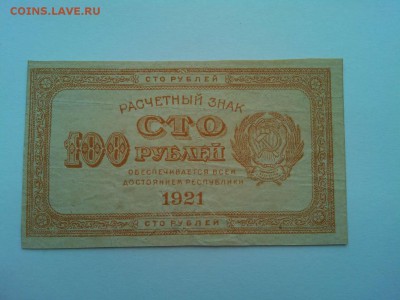 COINS.LAVE.RU
СТО РУБЛЕЙ
РАСЧЕТНЫЙ ЗНАК
СТО
100 РУБЛЕЙ
ОБЕСПЕЧИВАЕТСЯ ВСЕМ
ДОСТОЯНИЕМ РЕСПУБЛИКИ
1921
СТО РУБЛЕЙ